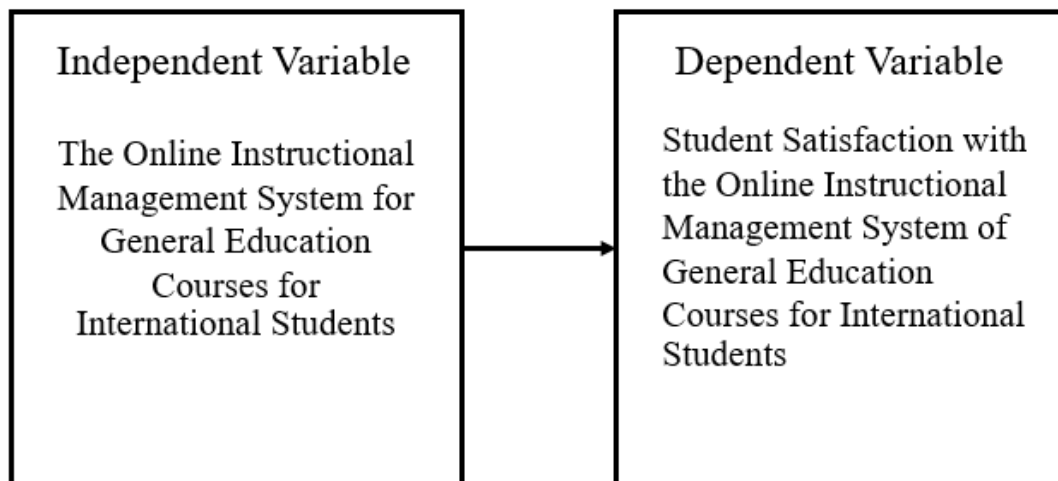 Independent Variable
The Online Instructional
Management System for
General Education
Courses for
International Students
Dependent Variable
Student Satisfaction with
the Online Instructional
Management System of
General Education
Courses for International
Students